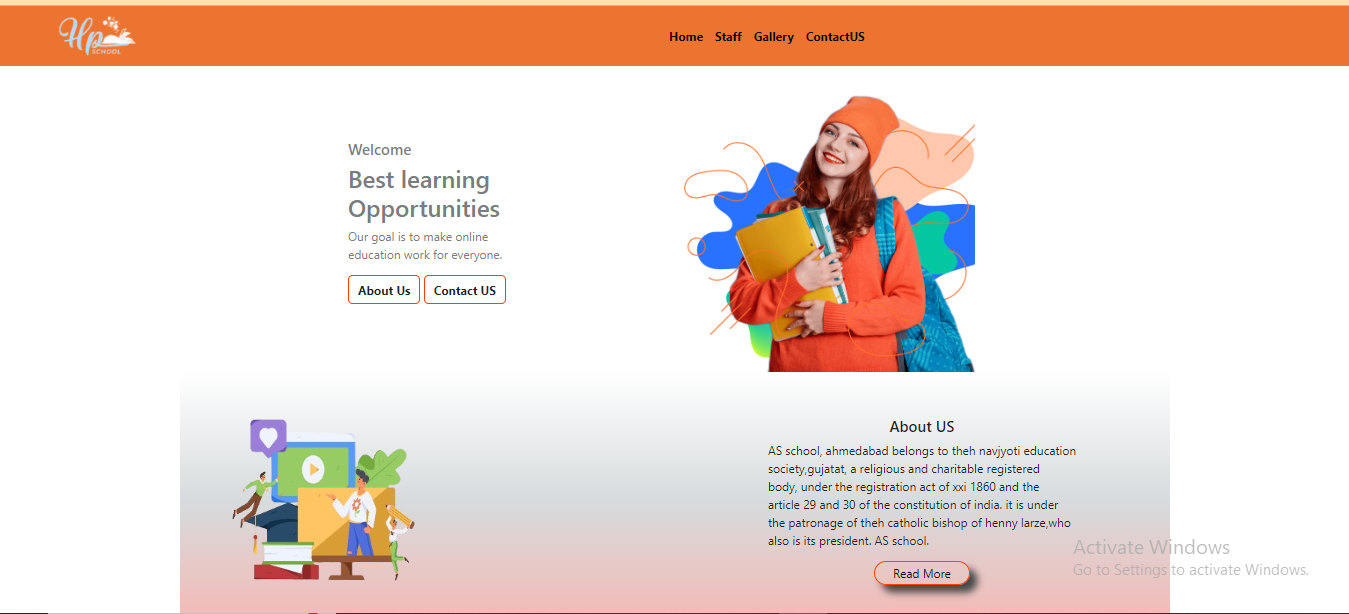 Hp
SCHOOL
Home Staff Gallery ContactUS
Welcome
Best learning
Opportunities
Our goal is to make online
education work for everyone.
About Us Contact US
About US
AS school, ahmedabad belongs to theh navjyoti education
society,gujatat, a religious and charitable registered
body, under the registration act of xxi 1860 and the
article 29 and 30 of the constitution of india. it is under
the patronage of theh catholic bishop of henny larze,who
also is its president. AS school.
Read More
Activate Windows
Go to Settings to activate Windows.